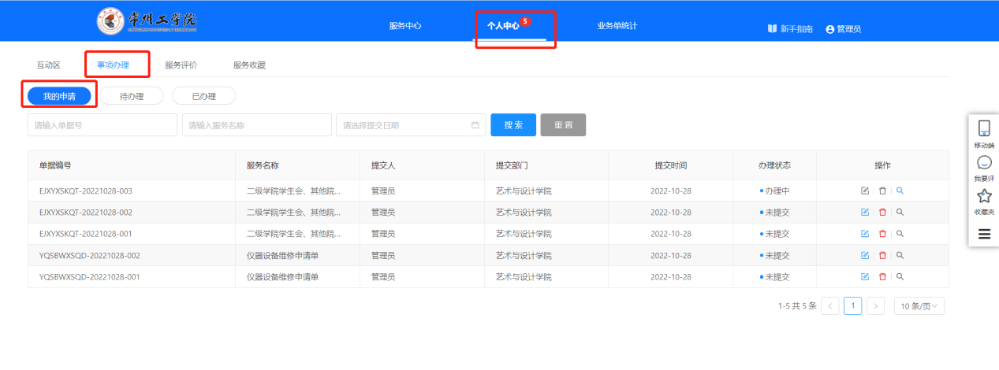 常州工学院
服务中心
个人中心 5
业务单统计
新手指南
管理员
互动区 事项办理 服务评价 服务收藏
我的申请 待办理 已办理
请输入单据号 请输入服务名称 请选择提交日期 搜 索 重 置
单据编号 服务名称 提交人 提交部门 提交时间 办理状态 操作
EJXYXSKQT-20221028-003 二级学院学生会、其他院... 管理员 艺术与设计学院 2022-10-28 办理中
EJXYXSKQT-20221028-002 二级学院学生会、其他院... 管理员 艺术与设计学院 2022-10-28 未提交
EJXYXSKQT-20221028-001 二级学院学生会、其他院... 管理员 艺术与设计学院 2022-10-28 未提交
YQSBWXSQD-20221028-002 仪器设备维修申请单 管理员 艺术与设计学院 2022-10-28 未提交
YQSBWXSQD-20221028-001 仪器设备维修申请单 管理员 艺术与设计学院 2022-10-28 未提交
1-5 共 5 条 < 1 > 10 条/页
移动端
我要评
收藏夹